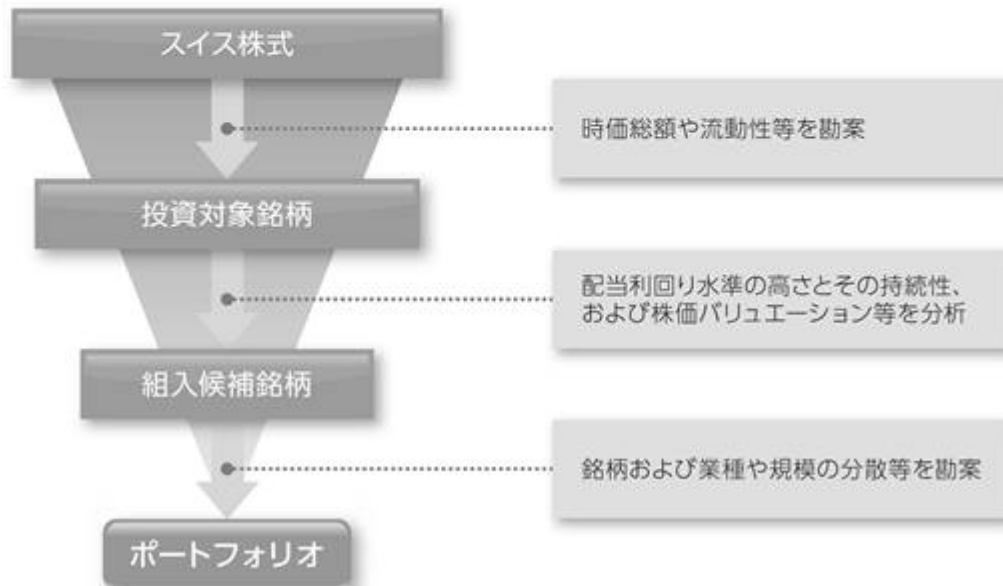 スイス株式
時価総額や流動性等を勘案
投資対象銘柄
配当利回り水準の高さとその持続性、
および株価バリュエーション等を分析
組入候補銘柄
銘柄および業種や規模の分散等を勘案
ポートフォリオ